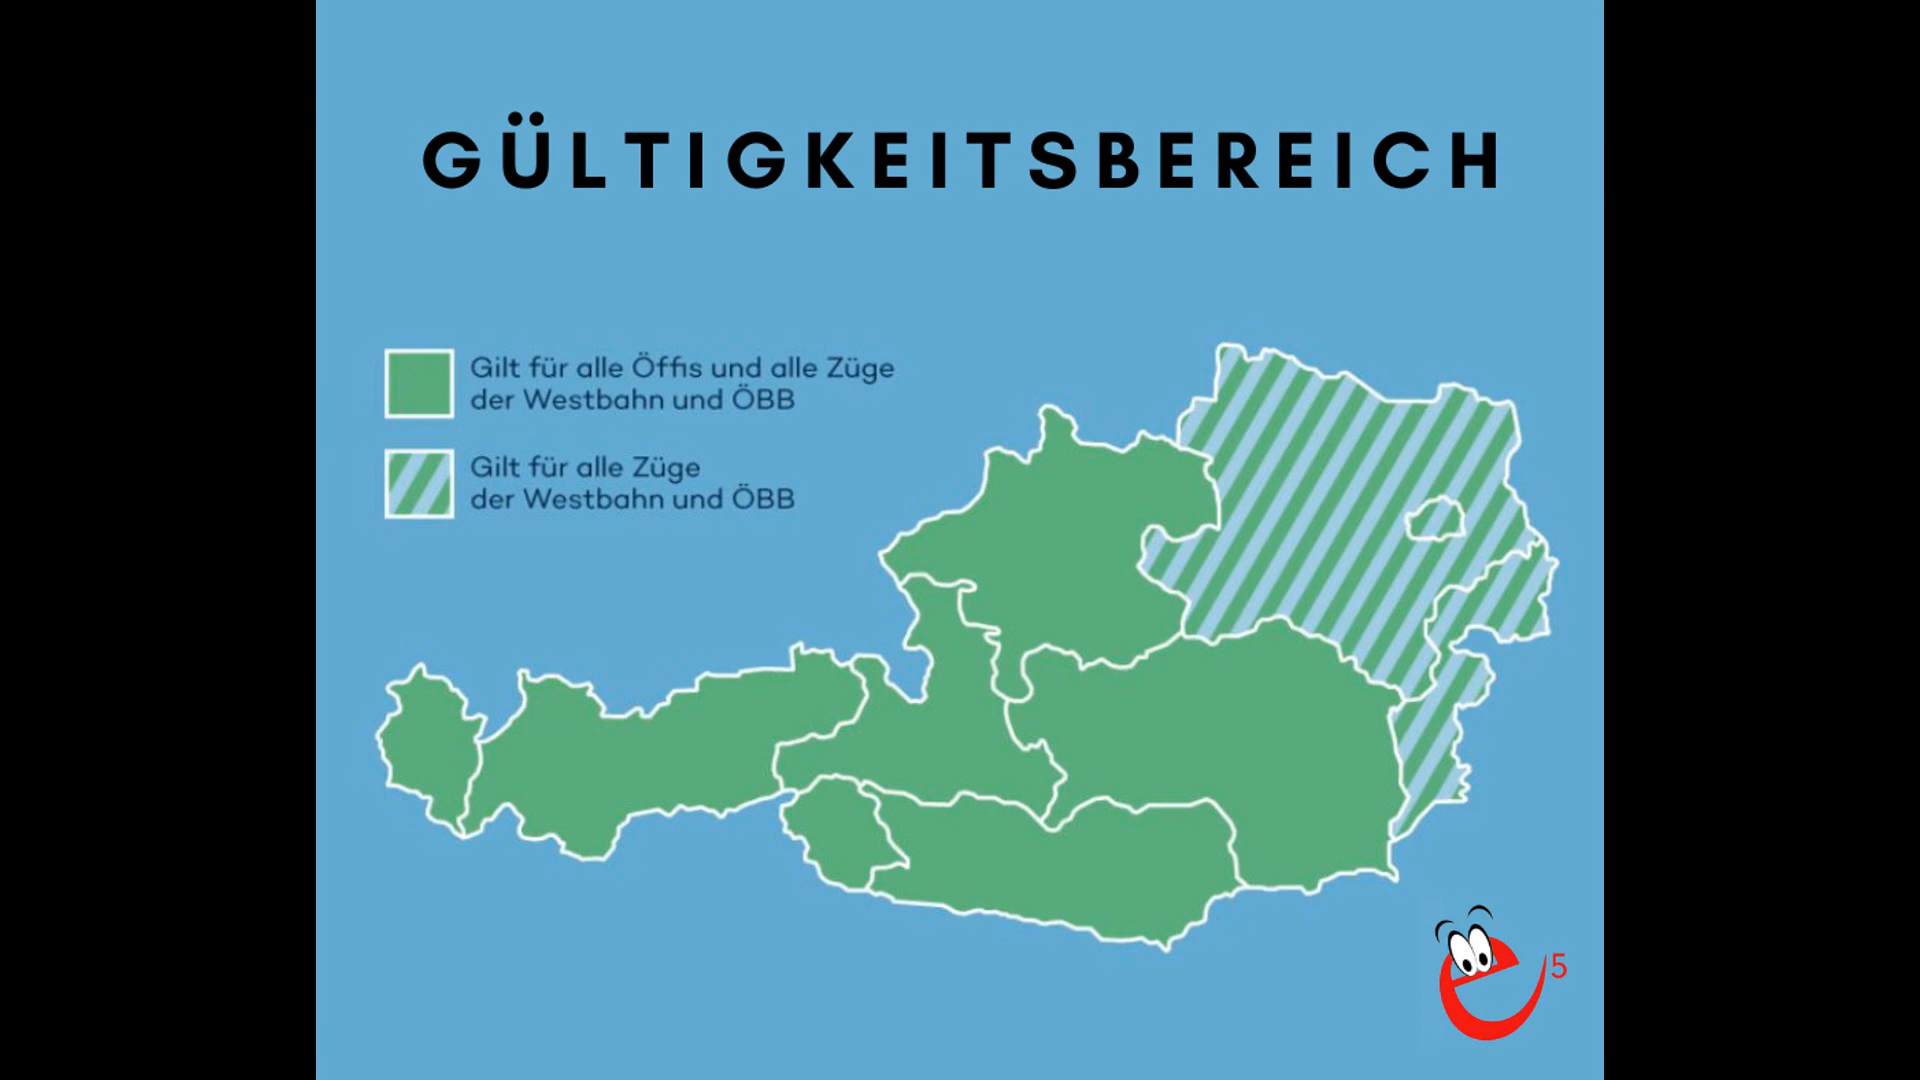 GÜLTIGKEITSBEREICH
Gilt für alle Öffis und alle Züge
der Westbahn und ÖBB
Gilt für alle Züge
der Westbahn und ÖBB
e5